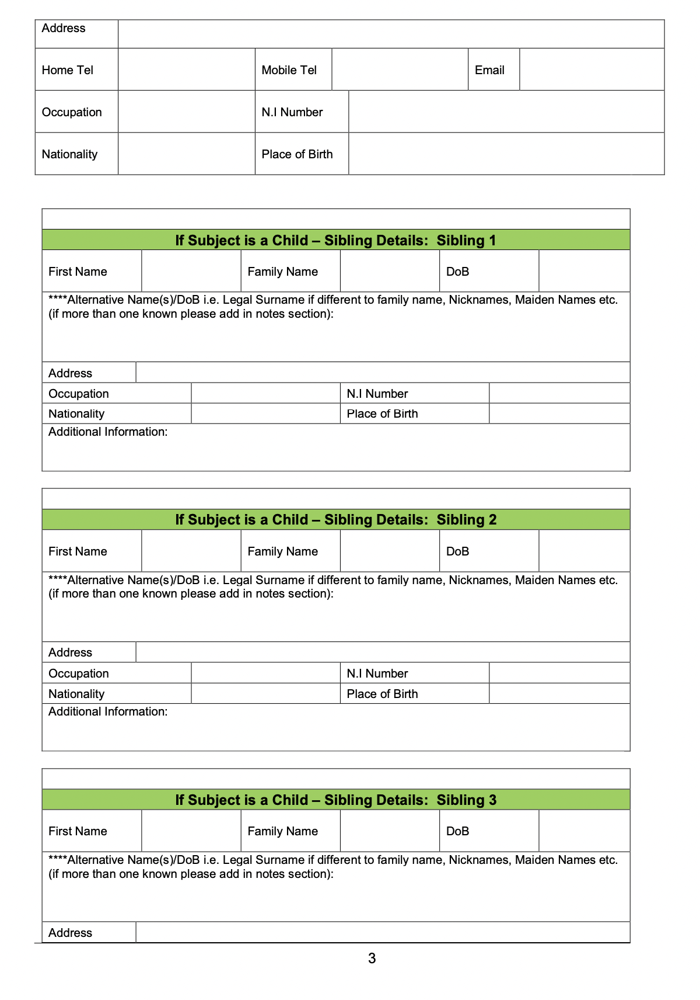 Address
Home Tel Mobile Tel Email
Occupation N.I Number
Nationality Place of Birth
If Subject is a Child – Sibling Details:  Sibling 1
First Name Family Name DoB
****Alternative Name(s)/DoB i.e. Legal Surname if different to family name, Nicknames, Maiden Names etc.
(if more than one known please add in notes section):
Address
Occupation N.I Number
Nationality Place of Birth
Additional Information:
If Subject is a Child – Sibling Details:  Sibling 2
First Name Family Name DoB
****Alternative Name(s)/DoB i.e. Legal Surname if different to family name, Nicknames, Maiden Names etc.
(if more than one known please add in notes section):
Address
Occupation N.I Number
Nationality Place of Birth
Additional Information:
If Subject is a Child – Sibling Details:  Sibling 3
First Name Family Name DoB
****Alternative Name(s)/DoB i.e. Legal Surname if different to family name, Nicknames, Maiden Names etc.
(if more than one known please add in notes section):
Address
3